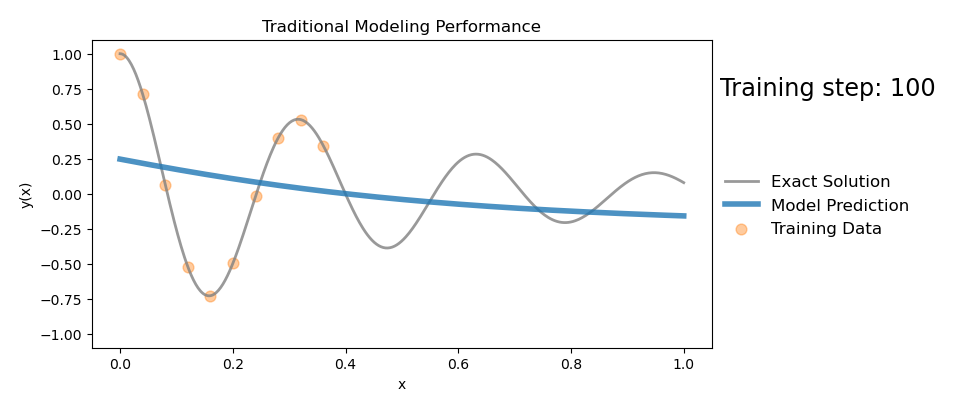 Traditional Modeling Performance
Training step: 100
1.00
0.75
0.50
0.25
0.00
−0.25
−0.50
−0.75
−1.00
y(x)
0.0 0.2 0.4 0.6 0.8 1.0
x
Exact Solution
Model Prediction
Training Data